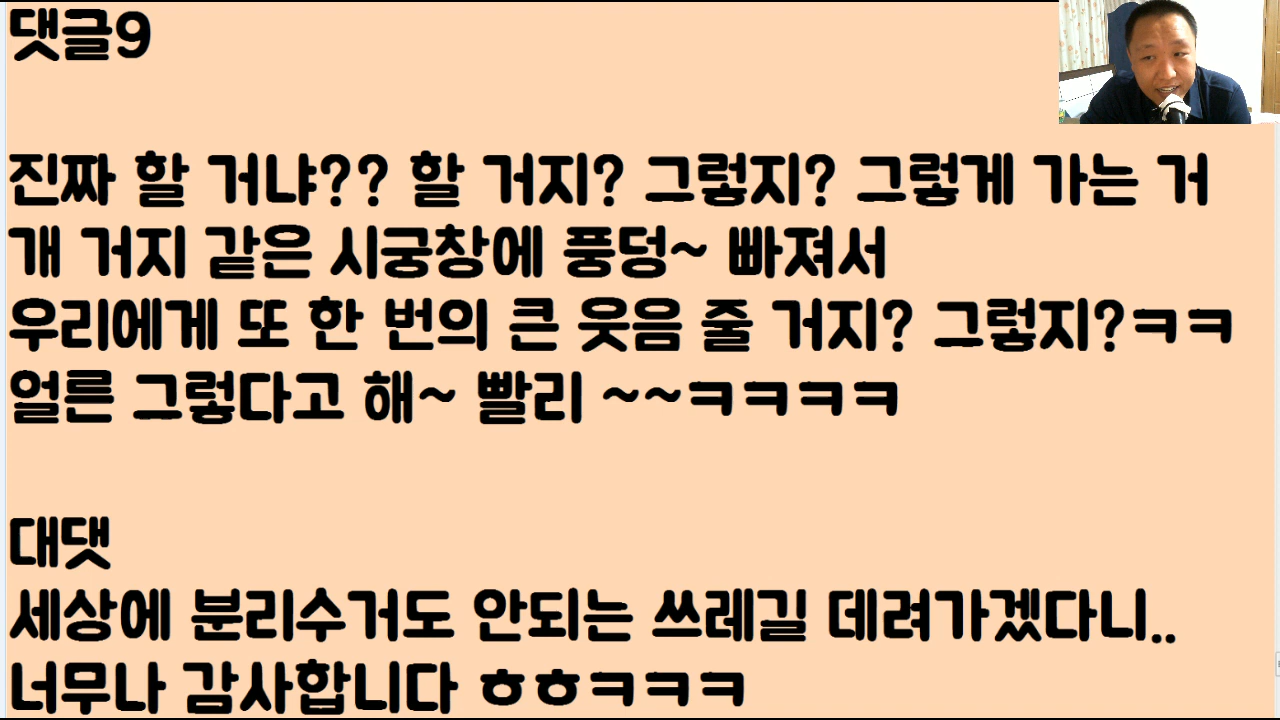 댓글9
진짜 할 거냐?? 할 거지? 그렇지? 그렇게 가는 거
개 거지 같은 시궁창에 풍덩~ 빠져서
우리에게 또 한 번의 큰 웃음 줄 거지? 그렇지?ㅋㅋ
얼른 그렇다고 해~ 빨리 ~~ㅋㅋㅋㅋ
대댓
세상에 분리수거도 안되는 쓰레길 데려가겠다니..
너무나 감사합니다 ㅎㅎㅋㅋㅋ